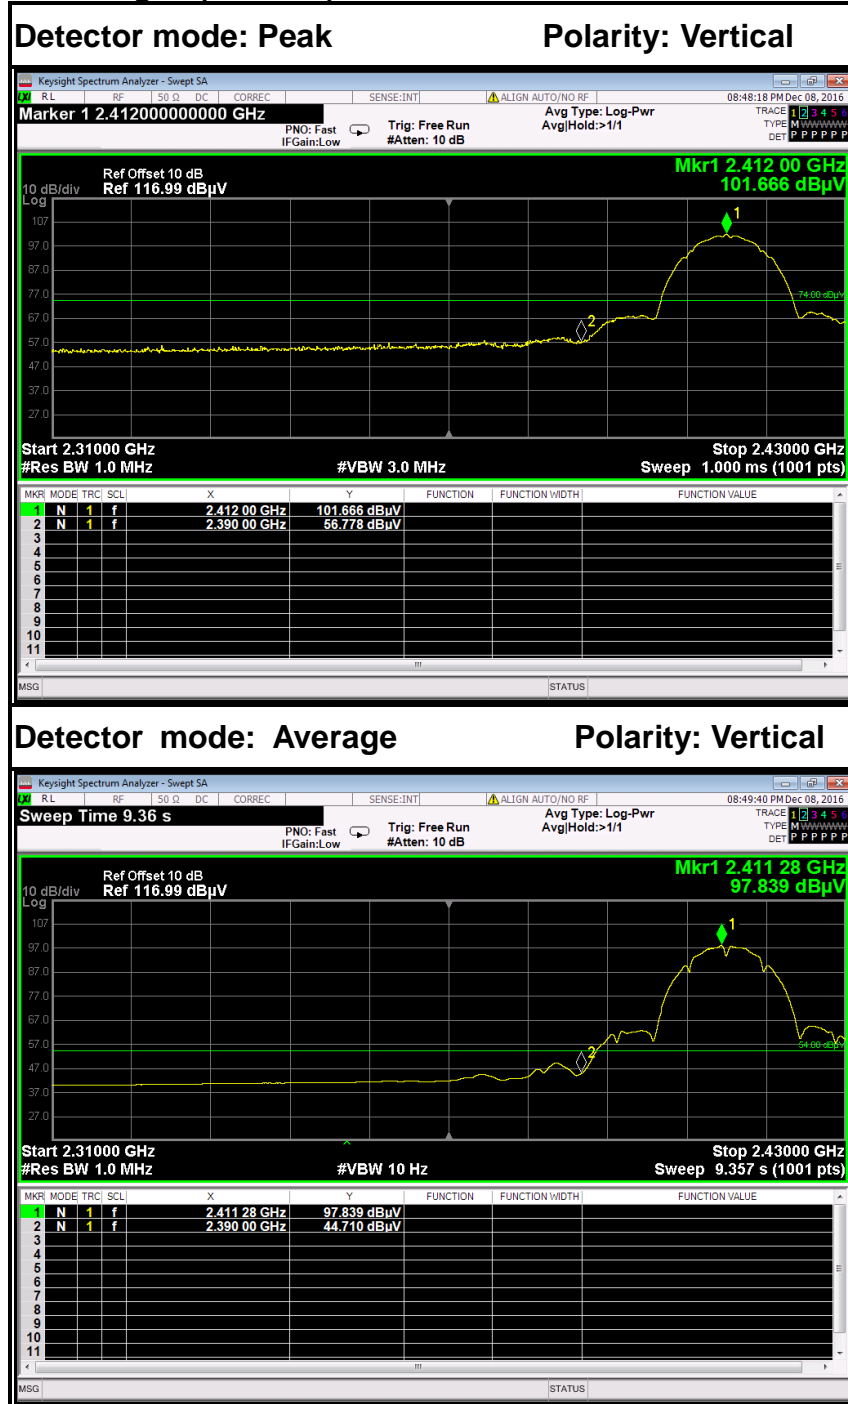 Detector mode: Peak Polarity: Vertical
Keysight Spectrum Analyzer - Swept SA
LXI RL RF 50 Ω DC CORREC SENSE:INT ALIGN AUTO/NO RF 08:48:18 PM Dec 08, 2016
Marker 1 2.412000000000 GHz
PNO: Fast
IFGain:Low
Trig: Free Run
#Atten: 10 dB
Avg Type: Log-Pwr
Avg|Hold:>1/1
TRACE 1 2 3 4 5 6
TYPE M W W W W W
DET P P P P P P
Mkr1 2.412 00 GHz
101.666 dBµV
Ref Offset 10 dB
10 dB/div Ref 116.99 dBµV
Log
107
97.0
87.0
77.0
67.0
57.0
47.0
37.0
27.0
1
2
74.00 dBµV
Start 2.31000 GHz Stop 2.43000 GHz
#Res BW 1.0 MHz #VBW 3.0 MHz Sweep 1.000 ms (1001 pts)
MKR MODE TRC SCL X Y FUNCTION FUNCTION WIDTH FUNCTION VALUE
1 N 1 f 2.412 00 GHz 101.666 dBµV
2 N 1 f 2.390 00 GHz 56.778 dBµV
3
4
5
6
7
8
9
10
11
MSG STATUS
Detector mode: Average Polarity: Vertical
Keysight Spectrum Analyzer - Swept SA
LXI RL RF 50 Ω DC CORREC SENSE:INT ALIGN AUTO/NO RF 08:49:40 PM Dec 08, 2016
Sweep Time 9.36 s
PNO: Fast
IFGain:Low
Trig: Free Run
#Atten: 10 dB
Avg Type: Log-Pwr
Avg|Hold:>1/1
TRACE 1 2 3 4 5 6
TYPE M W W W W W
DET P P P P P P
Mkr1 2.411 28 GHz
97.839 dBµV
Ref Offset 10 dB
10 dB/div Ref 116.99 dBµV
Log
107
97.0
87.0
77.0
67.0
57.0
47.0
37.0
27.0
1
2
54.00 dBµV
Start 2.31000 GHz Stop 2.43000 GHz
#Res BW 1.0 MHz #VBW 10 Hz Sweep 9.357 s (1001 pts)
MKR MODE TRC SCL X Y FUNCTION FUNCTION WIDTH FUNCTION VALUE
1 N 1 f 2.411 28 GHz 97.839 dBµV
2 N 1 f 2.390 00 GHz 44.710 dBµV
3
4
5
6
7
8
9
10
11
MSG STATUS